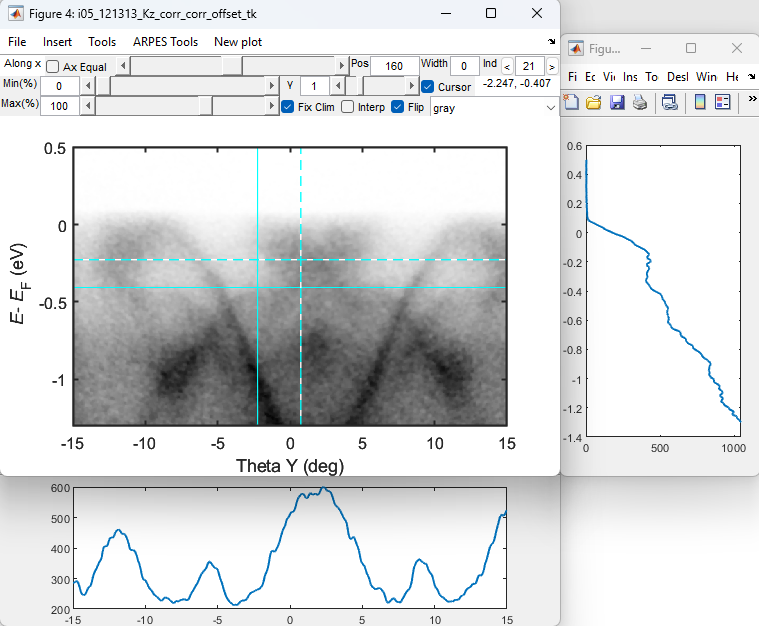 Figure 4: i05_121313_Kz_corr_corr_offset_tk
File Insert Tools ARPES Tools New plot
Along x Ax Equal Pos 160 Width 0 Ind < 21 >
Min(%) 0 Y 1 Cursor -2.247, -0.407
Max(%) 100 Fix Clim Interp Flip gray
0.5
0
-0.5
-1
E- EF (eV)
-15 -10 -5 0 5 10 15
Theta Y (deg)
Figu...
Fi Ec Vi Ins To Desl Win He
0.6
0.4
0.2
0
-0.2
-0.4
-0.6
-0.8
-1
-1.2
-1.4
0 500 1000
600
500
400
300
200
-15 -10 -5 0 5 10 15